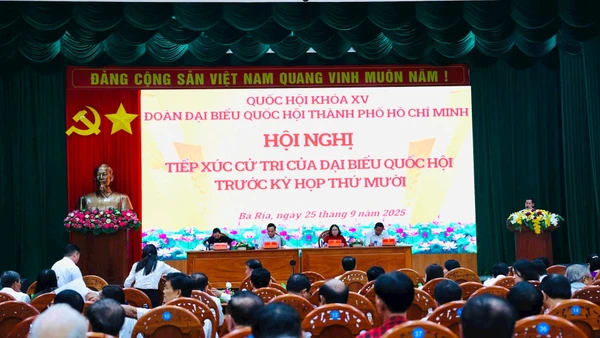 ĐẢNG CỘNG SẢN VIỆT NAM QUANG VINH MUÔN NĂM!
QUỐC HỘI KHÓA XV
ĐOÀN ĐẠI BIỂU QUỐC HỘI THÀNH PHỐ HỒ CHÍ MINH
HỘI NGHỊ
TIẾP XÚC CỬ TRI CỦA ĐẠI BIỂU QUỐC HỘI
TRƯỚC KỲ HỌP THỨ MƯỜI
Bà Rịa, ngày 25 tháng 9 năm 2025